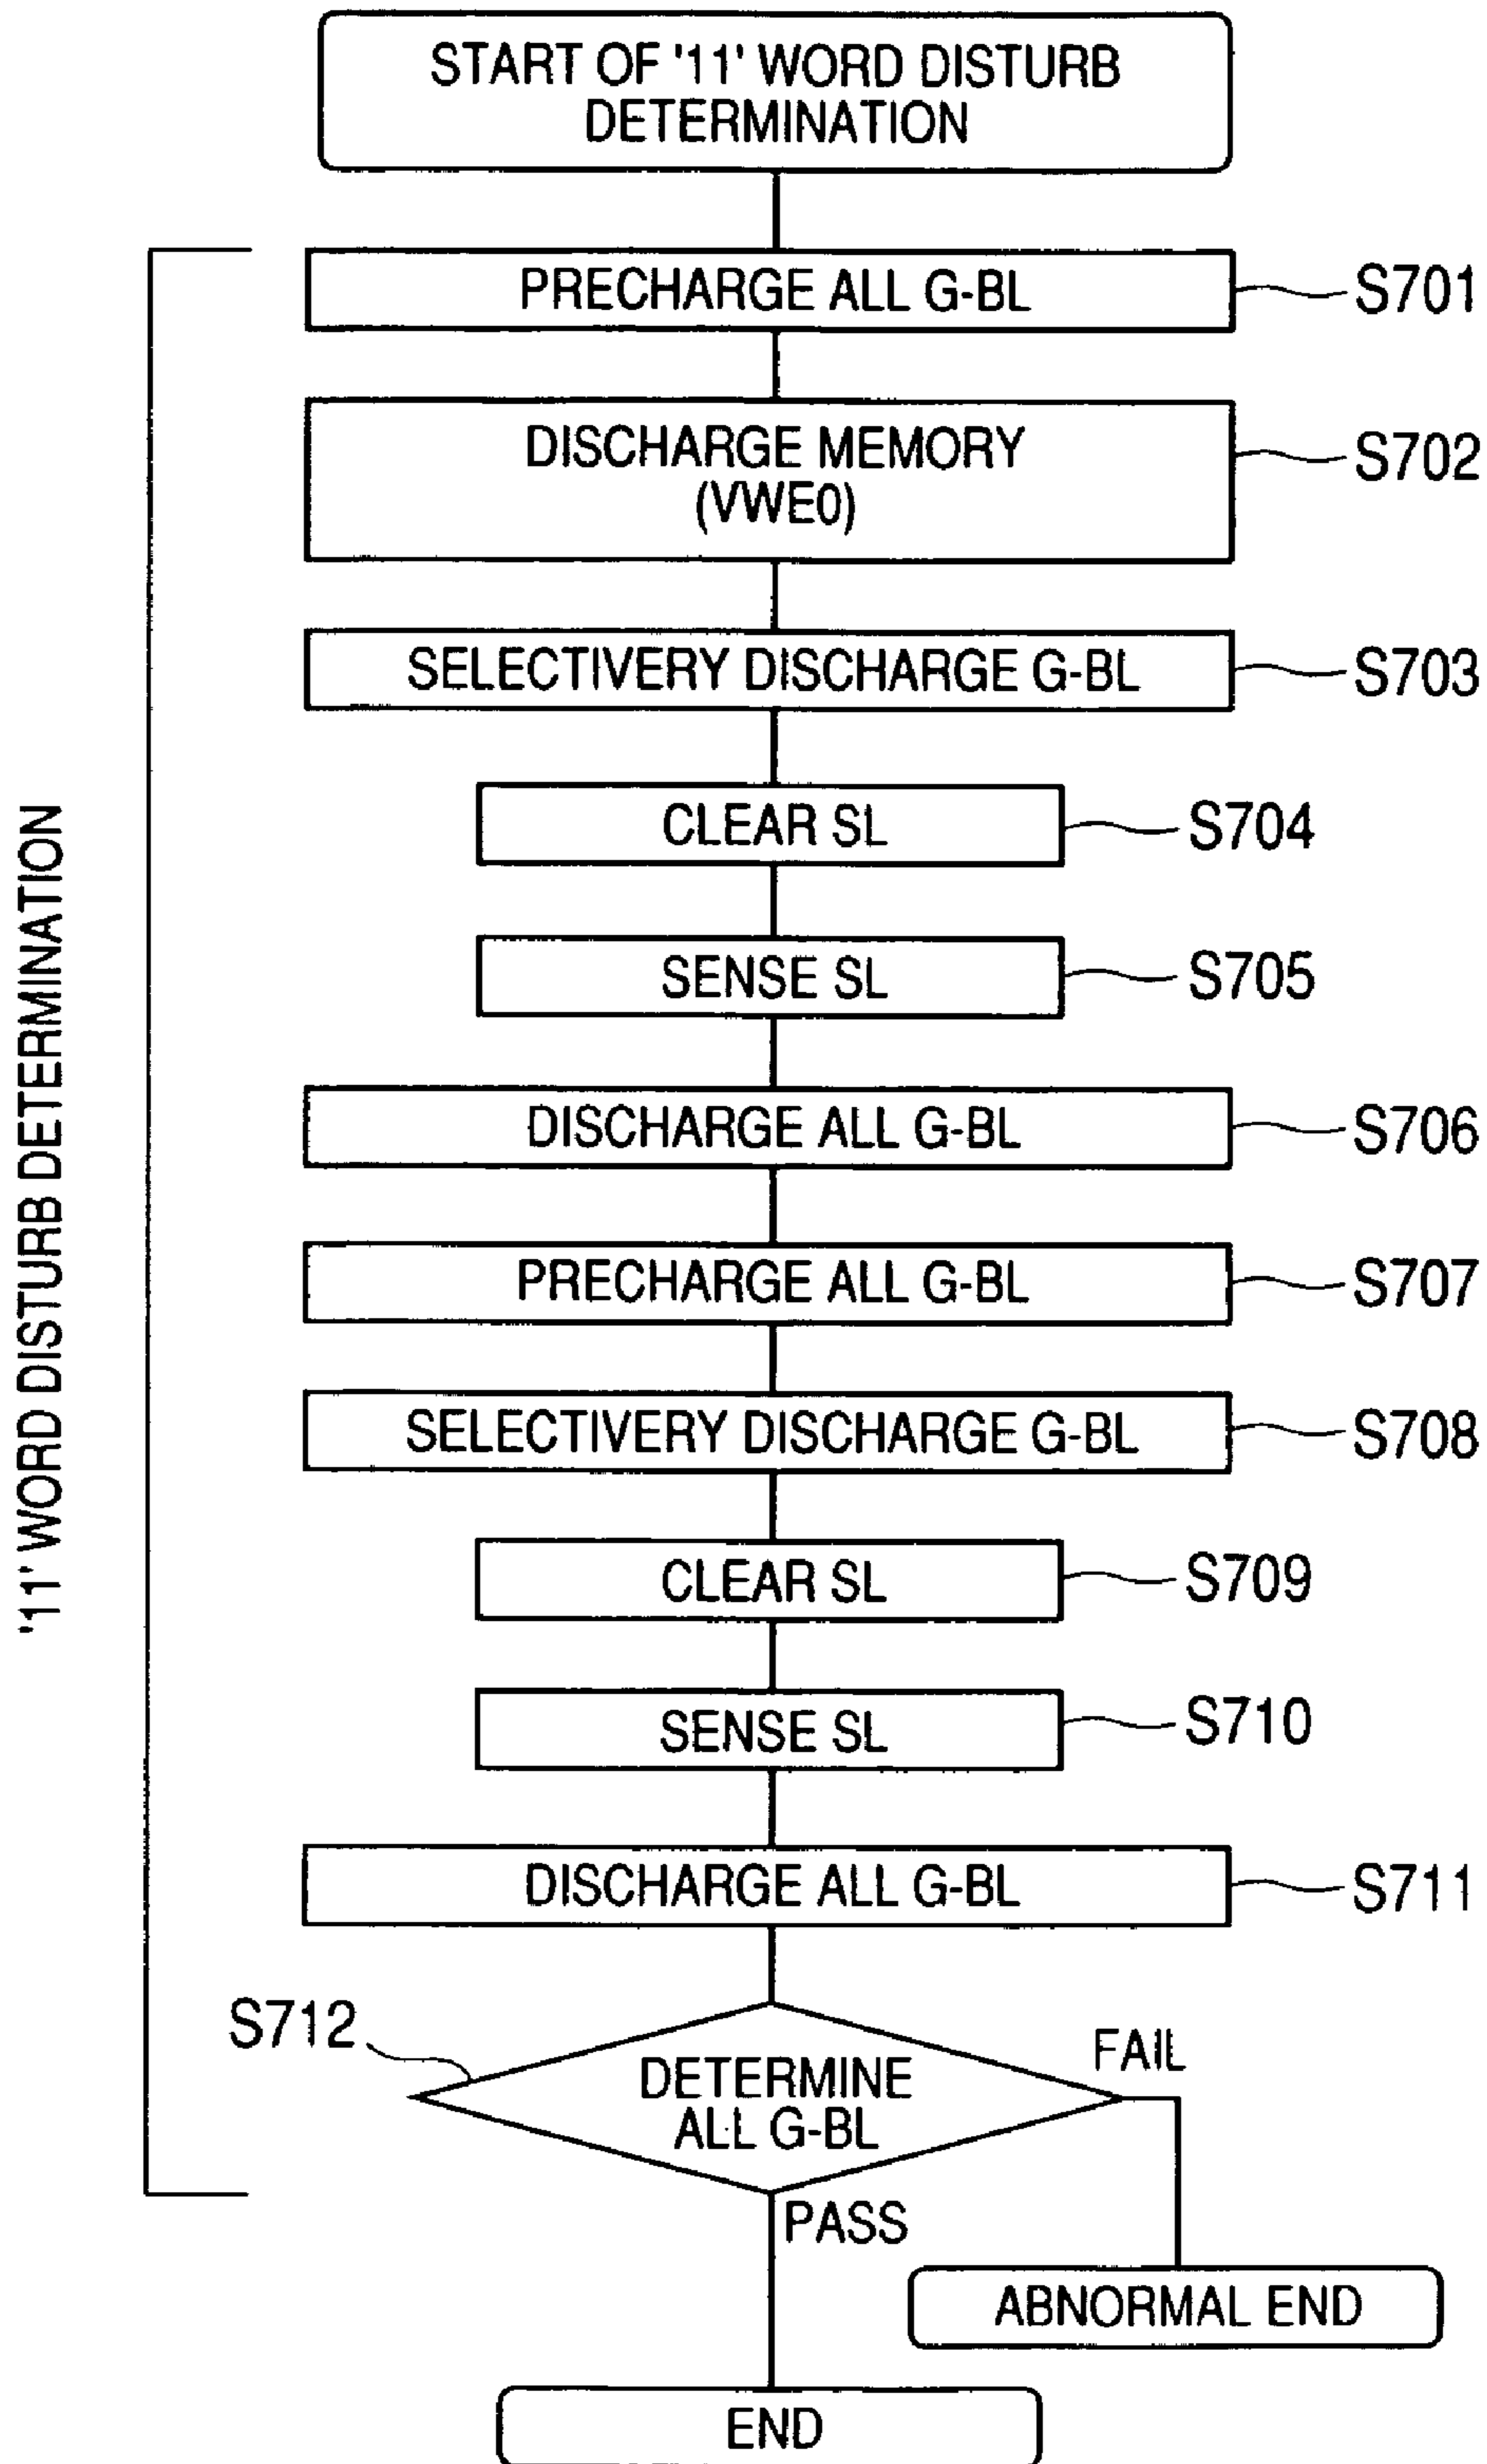 START OF '11' WORD DISTURB
DETERMINATION
PRECHARGE ALL G-BL
S701
DISCHARGE MEMORY
(VWE0)
S702
SELECTIVERY DISCHARGE G-BL
S703
CLEAR SL
S704
SENSE SL
S705
DISCHARGE ALL G-BL
S706
PRECHARGE ALL G-BL
S707
SELECTIVERY DISCHARGE G-BL
S708
CLEAR SL
S709
SENSE SL
S710
DISCHARGE ALL G-BL
S711
S712
DETERMINE
ALL G-BL
FAIL
PASS
ABNORMAL END
END
'11' WORD DISTURB DETERMINATION